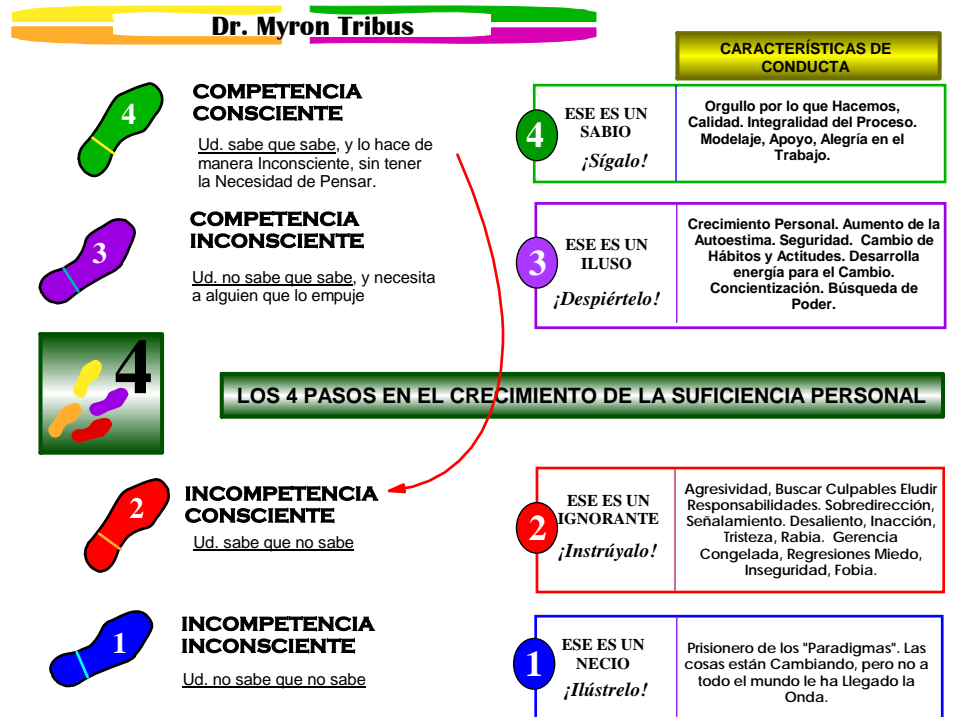 Dr. Myron Tribus
CARACTERÍSTICAS DE
CONDUCTA
4
COMPETENCIA
CONSCIENTE
Ud. sabe que sabe, y lo hace de
manera Inconsciente, sin tener
la Necesidad de Pensar.
4
ESE ES UN
SABIO
¡Sígalo!
Orgullo por lo que Hacemos,
Calidad. Integralidad del Proceso.
Modelaje, Apoyo, Alegría en el
Trabajo.
3
COMPETENCIA
INCONSCIENTE
Ud. no sabe que sabe, y necesita
a alguien que lo empuje
3
ESE ES UN
ILUSO
¡Despiértelo!
Crecimiento Personal. Aumento de la
Autoestima. Seguridad. Cambio de
Hábitos y Actitudes. Desarrolla
energía para el Cambio.
Concientización. Búsqueda de
Poder.
4
LOS 4 PASOS EN EL CRECIMIENTO DE LA SUFICIENCIA PERSONAL
2
INCOMPETENCIA
CONSCIENTE
Ud. sabe que no sabe
2
ESE ES UN
IGNORANTE
¡Instrúyalo!
Agresividad, Buscar Culpables Eludir
Responsabilidades. Sobredirección,
Señalamiento. Desaliento, Inacción,
Tristeza, Rabia. Gerencia
Congelada, Regresiones Miedo,
Inseguridad, Fobia.
1
INCOMPETENCIA
INCONSCIENTE
Ud. no sabe que no sabe
1
ESE ES UN
NECIO
¡Ilústrelo!
Prisionero de los "Paradigmas". Las
cosas están Cambiando, pero no a
todo el mundo le ha Llegado la
Onda.